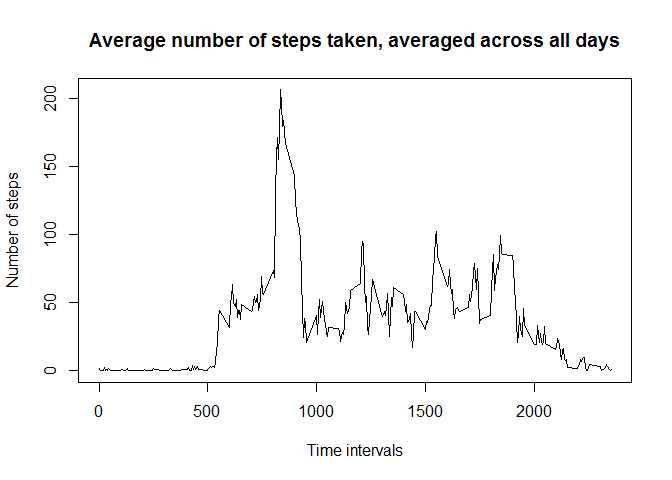 Average number of steps taken, averaged across all days
Number of steps
200
150
100
50
0
0 500 1000 1500 2000
Time intervals